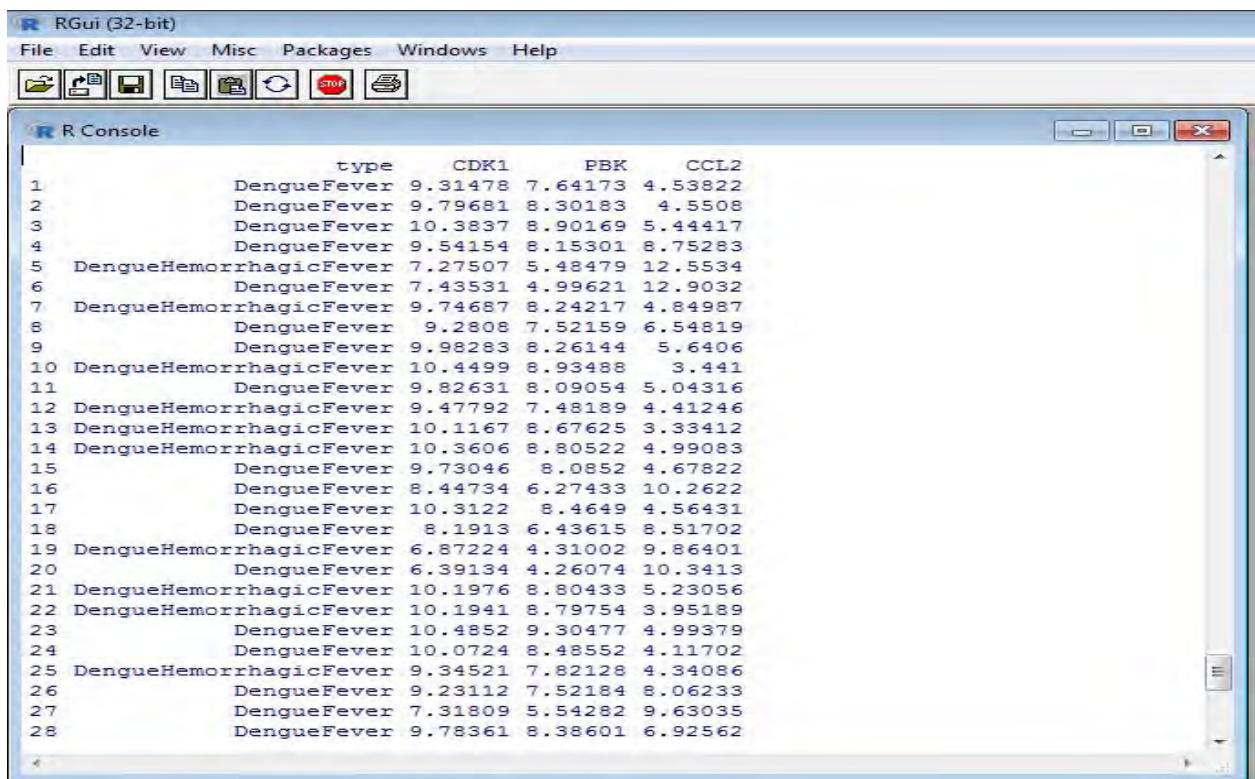 RGui (32-bit)
File Edit View Misc Packages Windows Help
STOP
R Console
type CDK1 PBK CCL2
1 DengueFever 9.31478 7.64173 4.53822
2 DengueFever 9.79681 8.30183 4.5508
3 DengueFever 10.3837 8.90169 5.44417
4 DengueFever 9.54154 8.15301 8.75283
5 DengueHemorrhagicFever 7.27507 5.48479 12.5534
6 DengueFever 7.43531 4.99621 12.9032
7 DengueHemorrhagicFever 9.74687 8.24217 4.84987
8 DengueFever 9.2808 7.52159 6.54819
9 DengueFever 9.98283 8.26144 5.6406
10 DengueHemorrhagicFever 10.4499 8.93488 3.441
11 DengueFever 9.82631 8.09054 5.04316
12 DengueHemorrhagicFever 9.47792 7.48189 4.41246
13 DengueHemorrhagicFever 10.1167 8.67625 3.33412
14 DengueHemorrhagicFever 10.3606 8.80522 4.99083
15 DengueFever 9.73046 8.0852 4.67822
16 DengueFever 8.44734 6.27433 10.2622
17 DengueFever 10.3122 8.4649 4.56431
18 DengueFever 8.1913 6.43615 8.51702
19 DengueHemorrhagicFever 6.87224 4.31002 9.86401
20 DengueFever 6.39134 4.26074 10.3413
21 DengueHemorrhagicFever 10.1976 8.80433 5.23056
22 DengueHemorrhagicFever 10.1941 8.79754 3.95189
23 DengueFever 10.4852 9.30477 4.99379
24 DengueFever 10.0724 8.48552 4.11702
25 DengueHemorrhagicFever 9.34521 7.82128 4.34086
26 DengueFever 9.23112 7.52184 8.06233
27 DengueFever 7.31809 5.54282 9.63035
28 DengueFever 9.78361 8.38601 6.92562